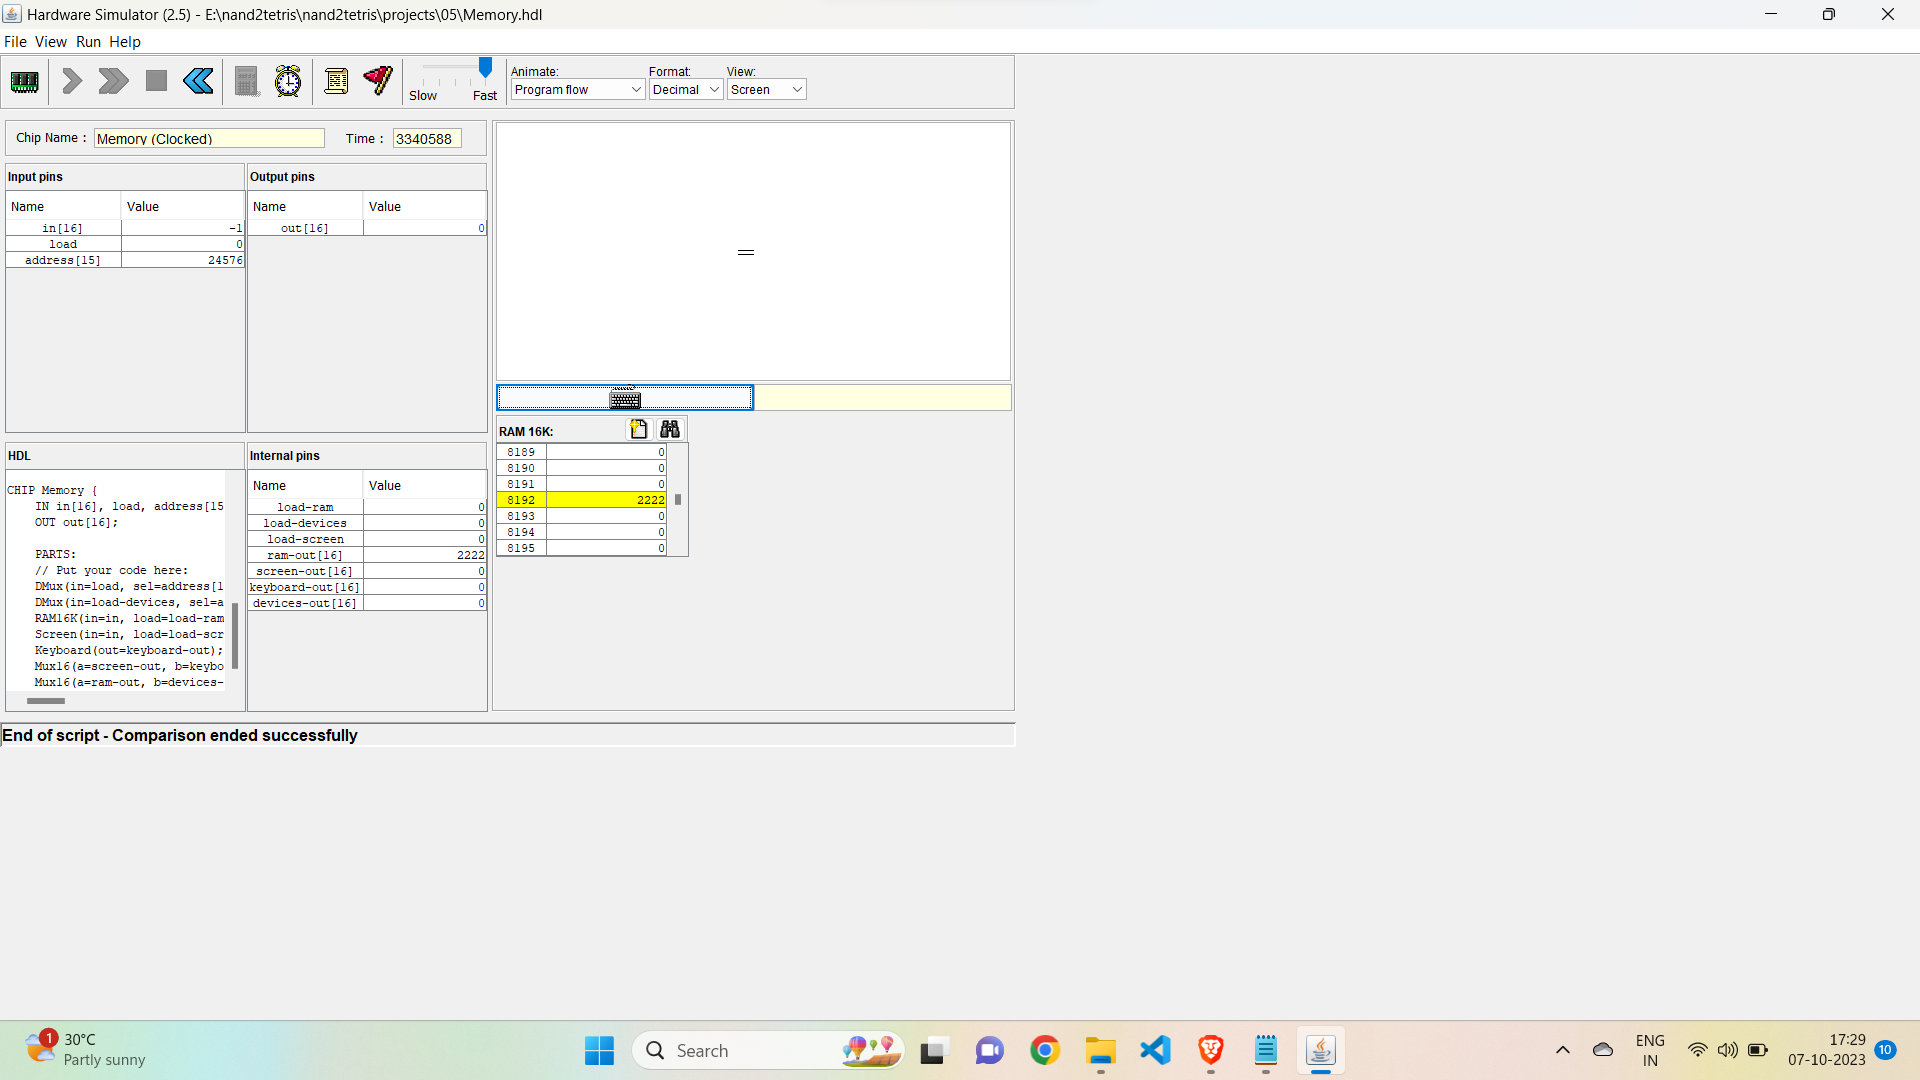 Hardware Simulator (2.5) - E:\nand2tetris\nand2tetris\projects\05\Memory.hdl
File View Run Help
Slow Fast
Animate: Format: View:
Program flow Decimal Screen
Chip Name : Memory (Clocked) Time : 3340588
Input pins
Name Value
in[16] -1
load 0
address[15] 24576
Output pins
Name Value
out[16] 0
HDL
CHIP Memory {
IN in[16], load, address[15
OUT out[16];
PARTS:
// Put your code here:
DMux(in=load, sel=address[1
DMux(in=load-devices, sel=a
RAM16K(in=in, load=load-ram
Screen(in=in, load=load-scr
Keyboard(out=keyboard-out);
Mux16(a=screen-out, b=keybo
Mux16(a=ram-out, b=devices-
Internal pins
Name Value
load-ram 0
load-devices 0
load-screen 0
ram-out[16] 2222
screen-out[16] 0
keyboard-out[16] 0
devices-out[16] 0
RAM 16K:
8189 0
8190 0
8191 0
8192 2222
8193 0
8194 0
8195 0
End of script - Comparison ended successfully
1
30°C
Partly sunny
Search
ENG
IN
17:29
07-10-2023
10